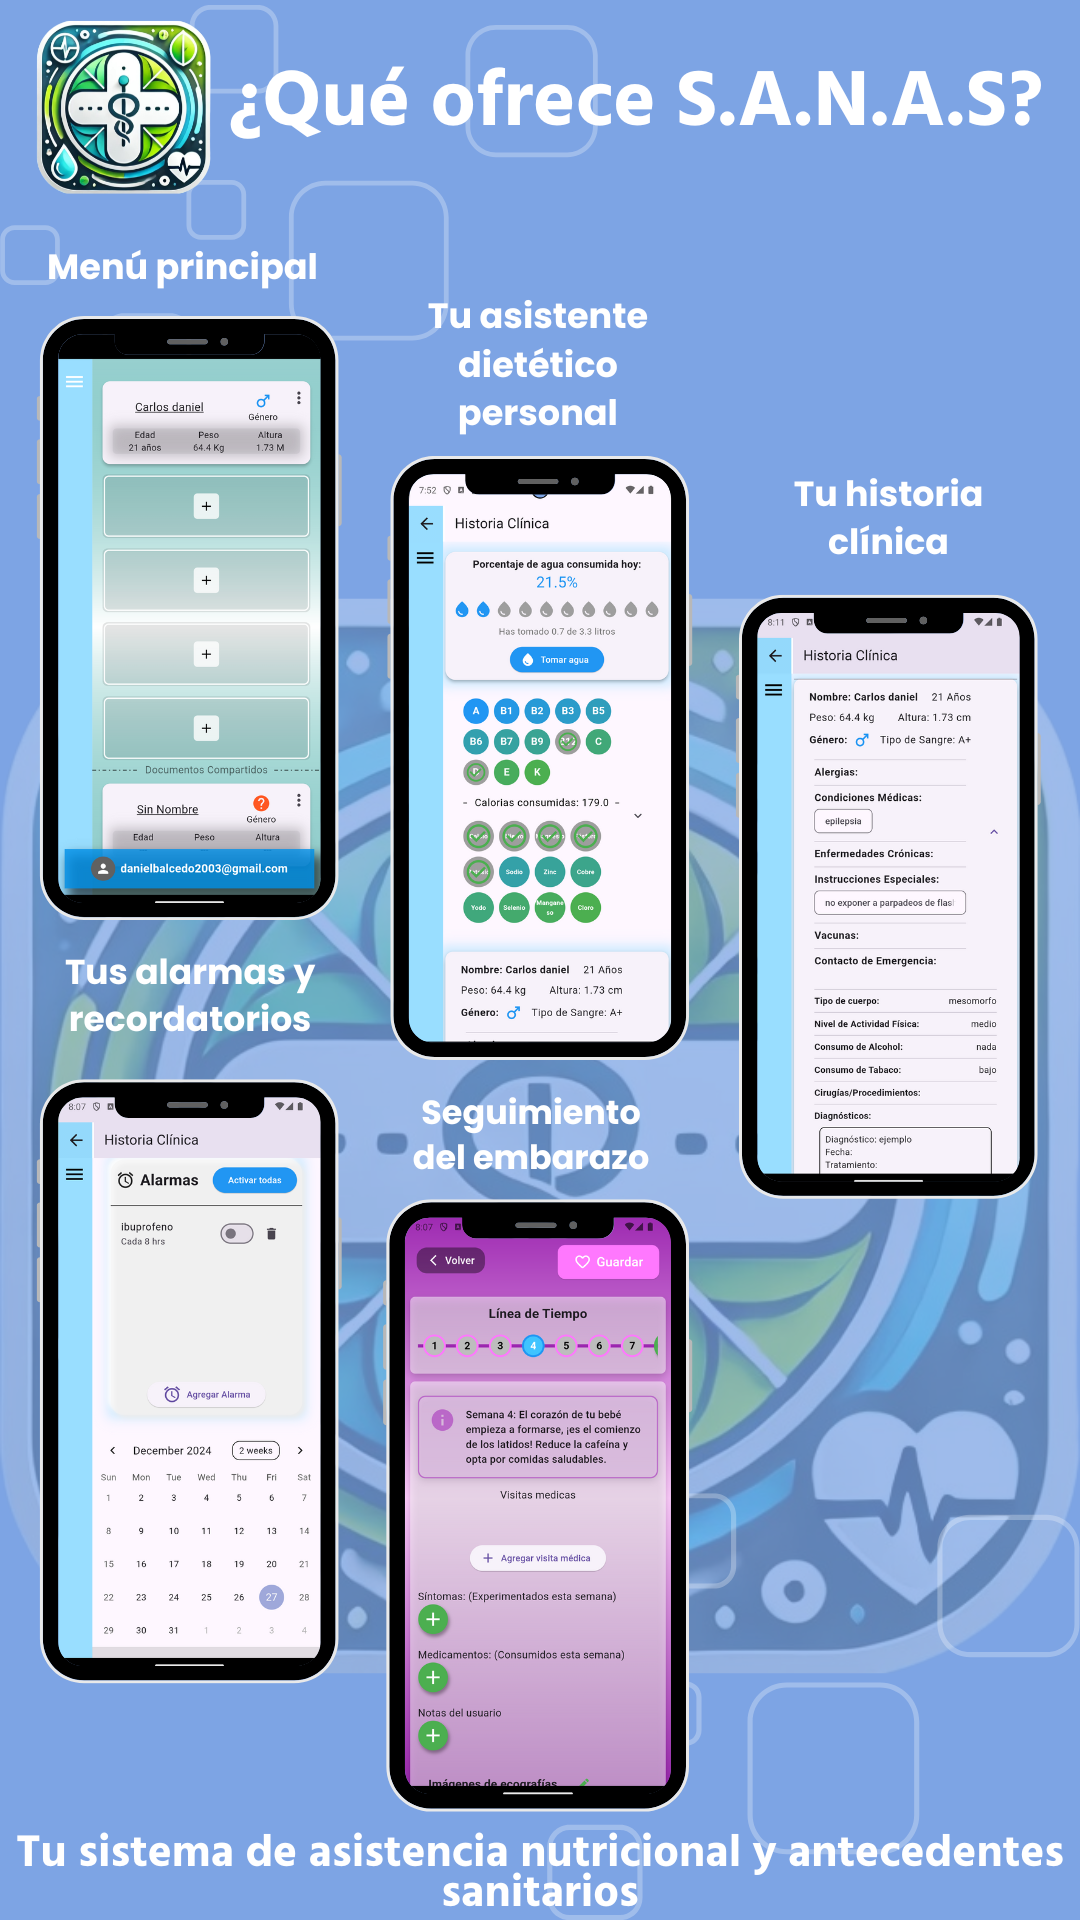 ¿Qué ofrece S.A.N.A.S?
Menú principal
Carlos daniel
Género
Edad Peso Altura
21 años 64.4 Kg 1.73 M
+
+
+
+
Documentos Compartidos
Sin Nombre
?
Género
Edad Peso Altura
danielbalcedo2003@gmail.com
Tu asistente
dietético
personal
7:52
Historia Clínica
Porcentaje de agua consumida hoy:
21.5%
Has tomado 0.7 de 3.3 litros
Tomar agua
A B1 B2 B3 B5
B6 B7 B9 C
E K
- Calorias consumidas: 179.0 -
Sodio Zinc Cobre
Yodo Selenio Mangane
so Cloro
Nombre: Carlos daniel 21 Años
Peso: 64.4 kg Altura: 1.73 cm
Género: Tipo de Sangre: A+
Tu historia
clínica
8:11
Historia Clínica
Nombre: Carlos daniel 21 Años
Peso: 64.4 kg Altura: 1.73 cm
Género: Tipo de Sangre: A+
Alergias:
Condiciones Médicas:
epilepsia
Enfermedades Crónicas:
Instrucciones Especiales:
no exponer a parpadeos de flas
Vacunas:
Contacto de Emergencia:
Tipo de cuerpo: mesomorfo
Nivel de Actividad Física: medio
Consumo de Alcohol: nada
Consumo de Tabaco: bajo
Cirugías/Procedimientos:
Diagnósticos:
Diagnóstico: ejemplo
Fecha:
Tratamiento:
Tus alarmas y
recordatorios
8:07
Historia Clínica
Alarmas Activar todas
ibuprofeno
Cada 8 hrs
Agregar Alarma
December 2024 2 weeks
Sun Mon Tue Wed Thu Fri Sat
1 2 3 4 5 6 7
8 9 10 11 12 13 14
15 16 17 18 19 20 21
22 23 24 25 26 27 28
29 30 31 1 2 3 4
Seguimiento
del embarazo
8:07
Volver Guardar
Línea de Tiempo
1 2 3 4 5 6 7
Semana 4: El corazón de tu bebé
empieza a formarse, ¡es el comienzo
de los latidos! Reduce la cafeína y
opta por comidas saludables.
Visitas medicas
+ Agregar visita médica
Síntomas: (Experimentados esta semana)
+
Medicamentos: (Consumidos esta semana)
+
Notas del usuario
+
Imágenes de ecografías
Tu sistema de asistencia nutricional y antecedentes
sanitarios